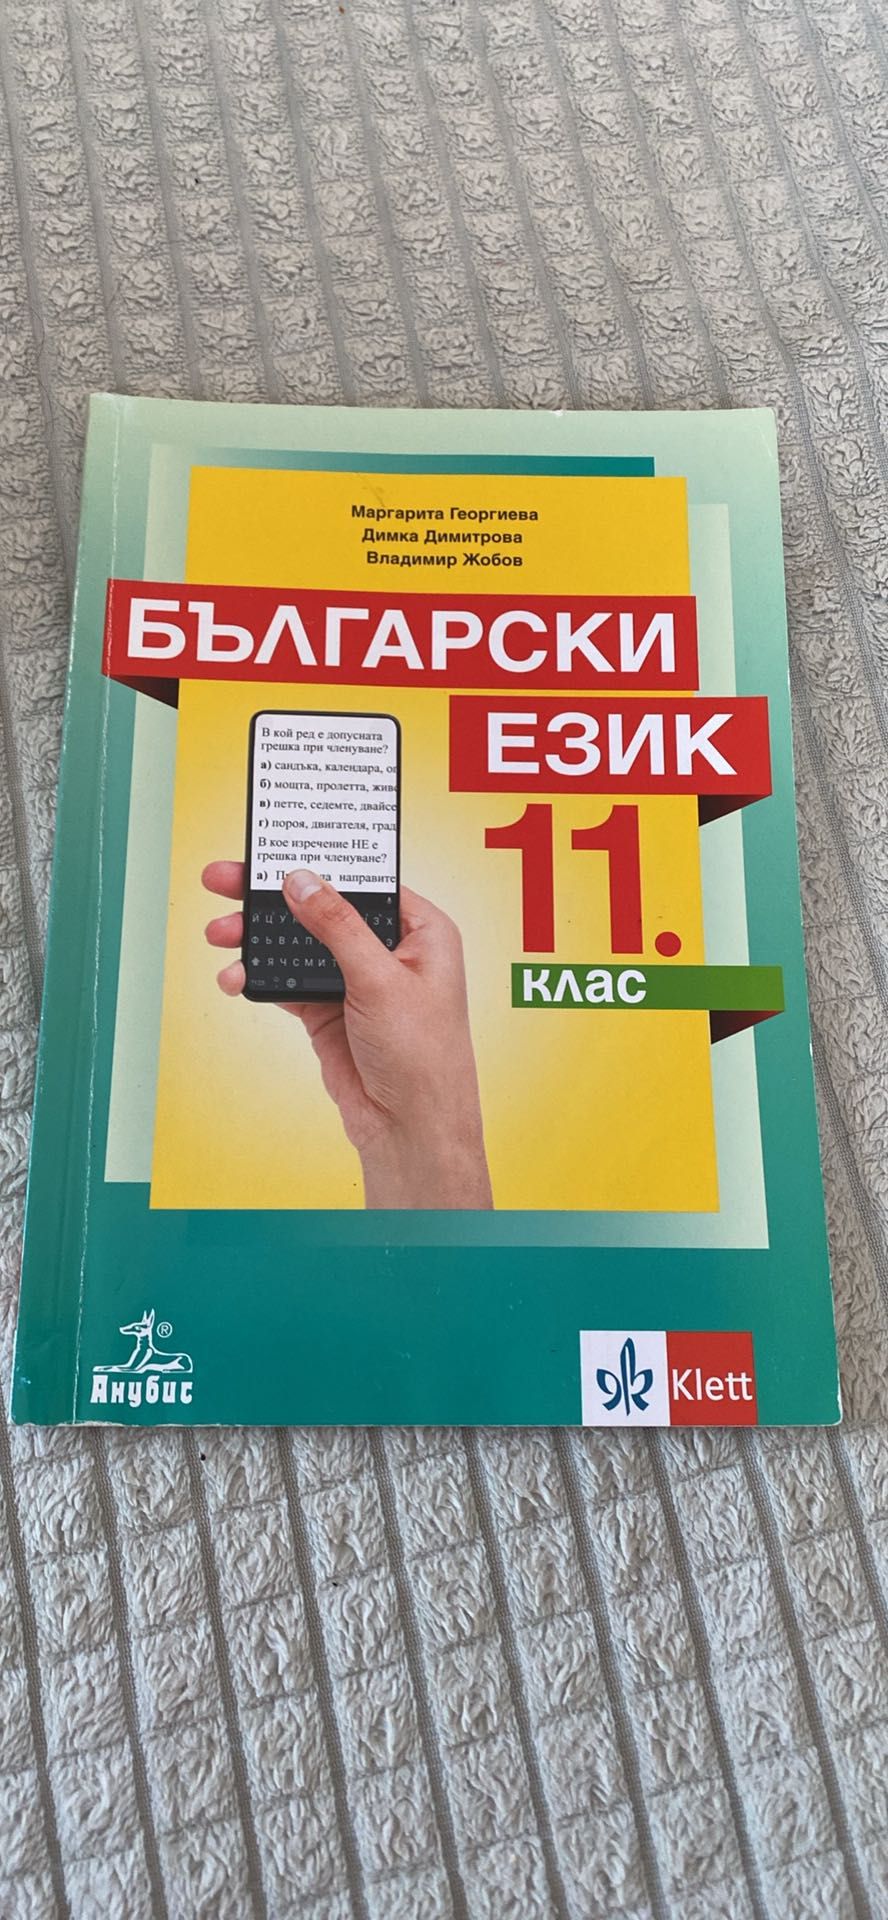 Маргарита Георгиева
Димка Димитрова
Владимир Жобов
БЪЛГАРСКИ
ЕЗИК
11.
клас
В кой ред е допусната
грешка при членуване?
а) сандъка, календара,
б) мощта, пролетта,
в) петте, седемте,
г) пороя, двигателя,
В кое изречение НЕ е
грешка при членуване?
а) направите
Й Ц У З Х
Ф Ь В А П Э
Я Ч С М И Т
Анубис ®
Klett